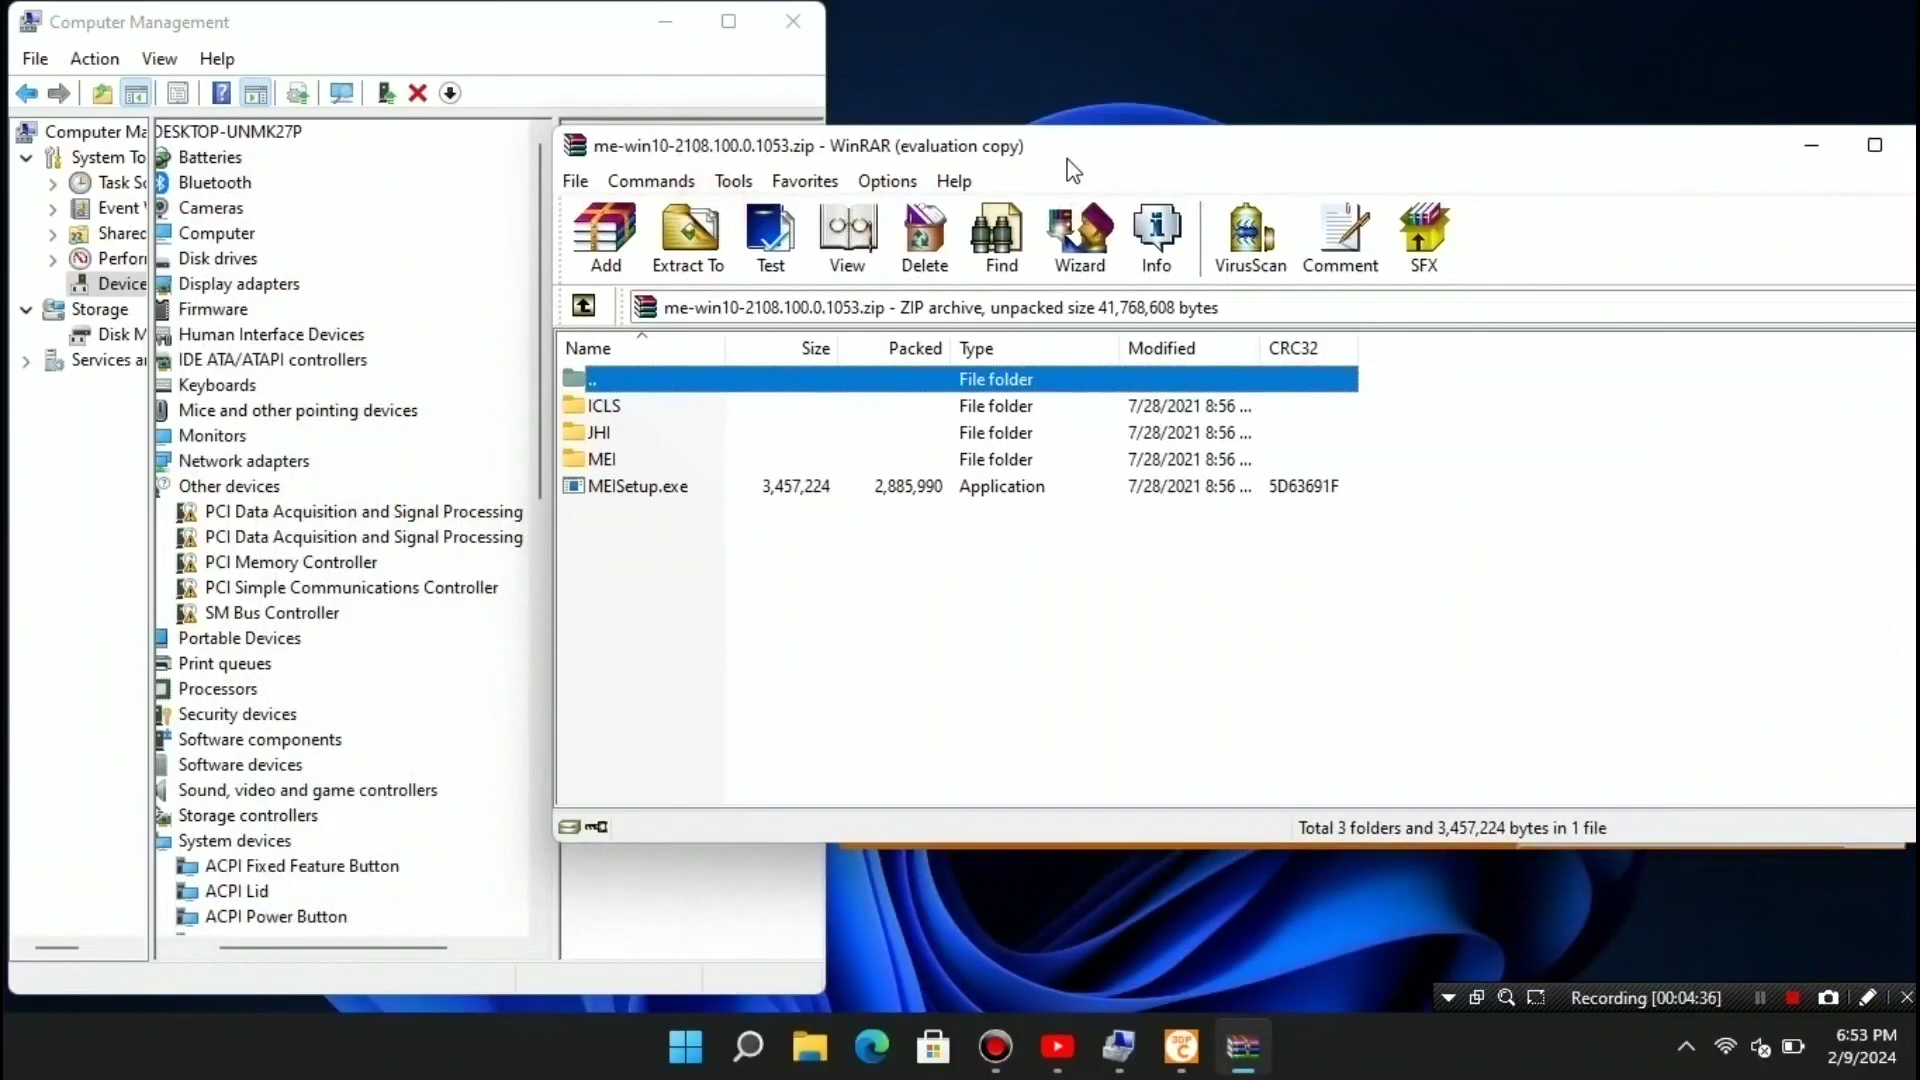 Computer Management
File Action View Help
Computer Ma
System To
Task Sc
Event
Shared
Perfor
Device
Storage
Disk M
Services a
DESKTOP-UNMK27P
Batteries
Bluetooth
Cameras
Computer
Disk drives
Display adapters
Firmware
Human Interface Devices
IDE ATA/ATAPI controllers
Keyboards
Mice and other pointing devices
Monitors
Network adapters
Other devices
PCI Data Acquisition and Signal Processing
PCI Data Acquisition and Signal Processing
PCI Memory Controller
PCI Simple Communications Controller
SM Bus Controller
Portable Devices
Print queues
Processors
Security devices
Software components
Software devices
Sound, video and game controllers
Storage controllers
System devices
ACPI Fixed Feature Button
ACPI Lid
ACPI Power Button
me-win10-2108.100.0.1053.zip - WinRAR (evaluation copy)
File Commands Tools Favorites Options Help
Add Extract To Test View Delete Find Wizard Info VirusScan Comment SFX
me-win10-2108.100.0.1053.zip - ZIP archive, unpacked size 41,768,608 bytes
Name Size Packed Type Modified CRC32
.. File folder
ICLS File folder 7/28/2021 8:56 ...
JHI File folder 7/28/2021 8:56 ...
MEI File folder 7/28/2021 8:56 ...
MEISetup.exe 3,457,224 2,885,990 Application 7/28/2021 8:56 ... 5D63691F
Total 3 folders and 3,457,224 bytes in 1 file
Recording [00:04:36]
3DP
C
6:53 PM
2/9/2024